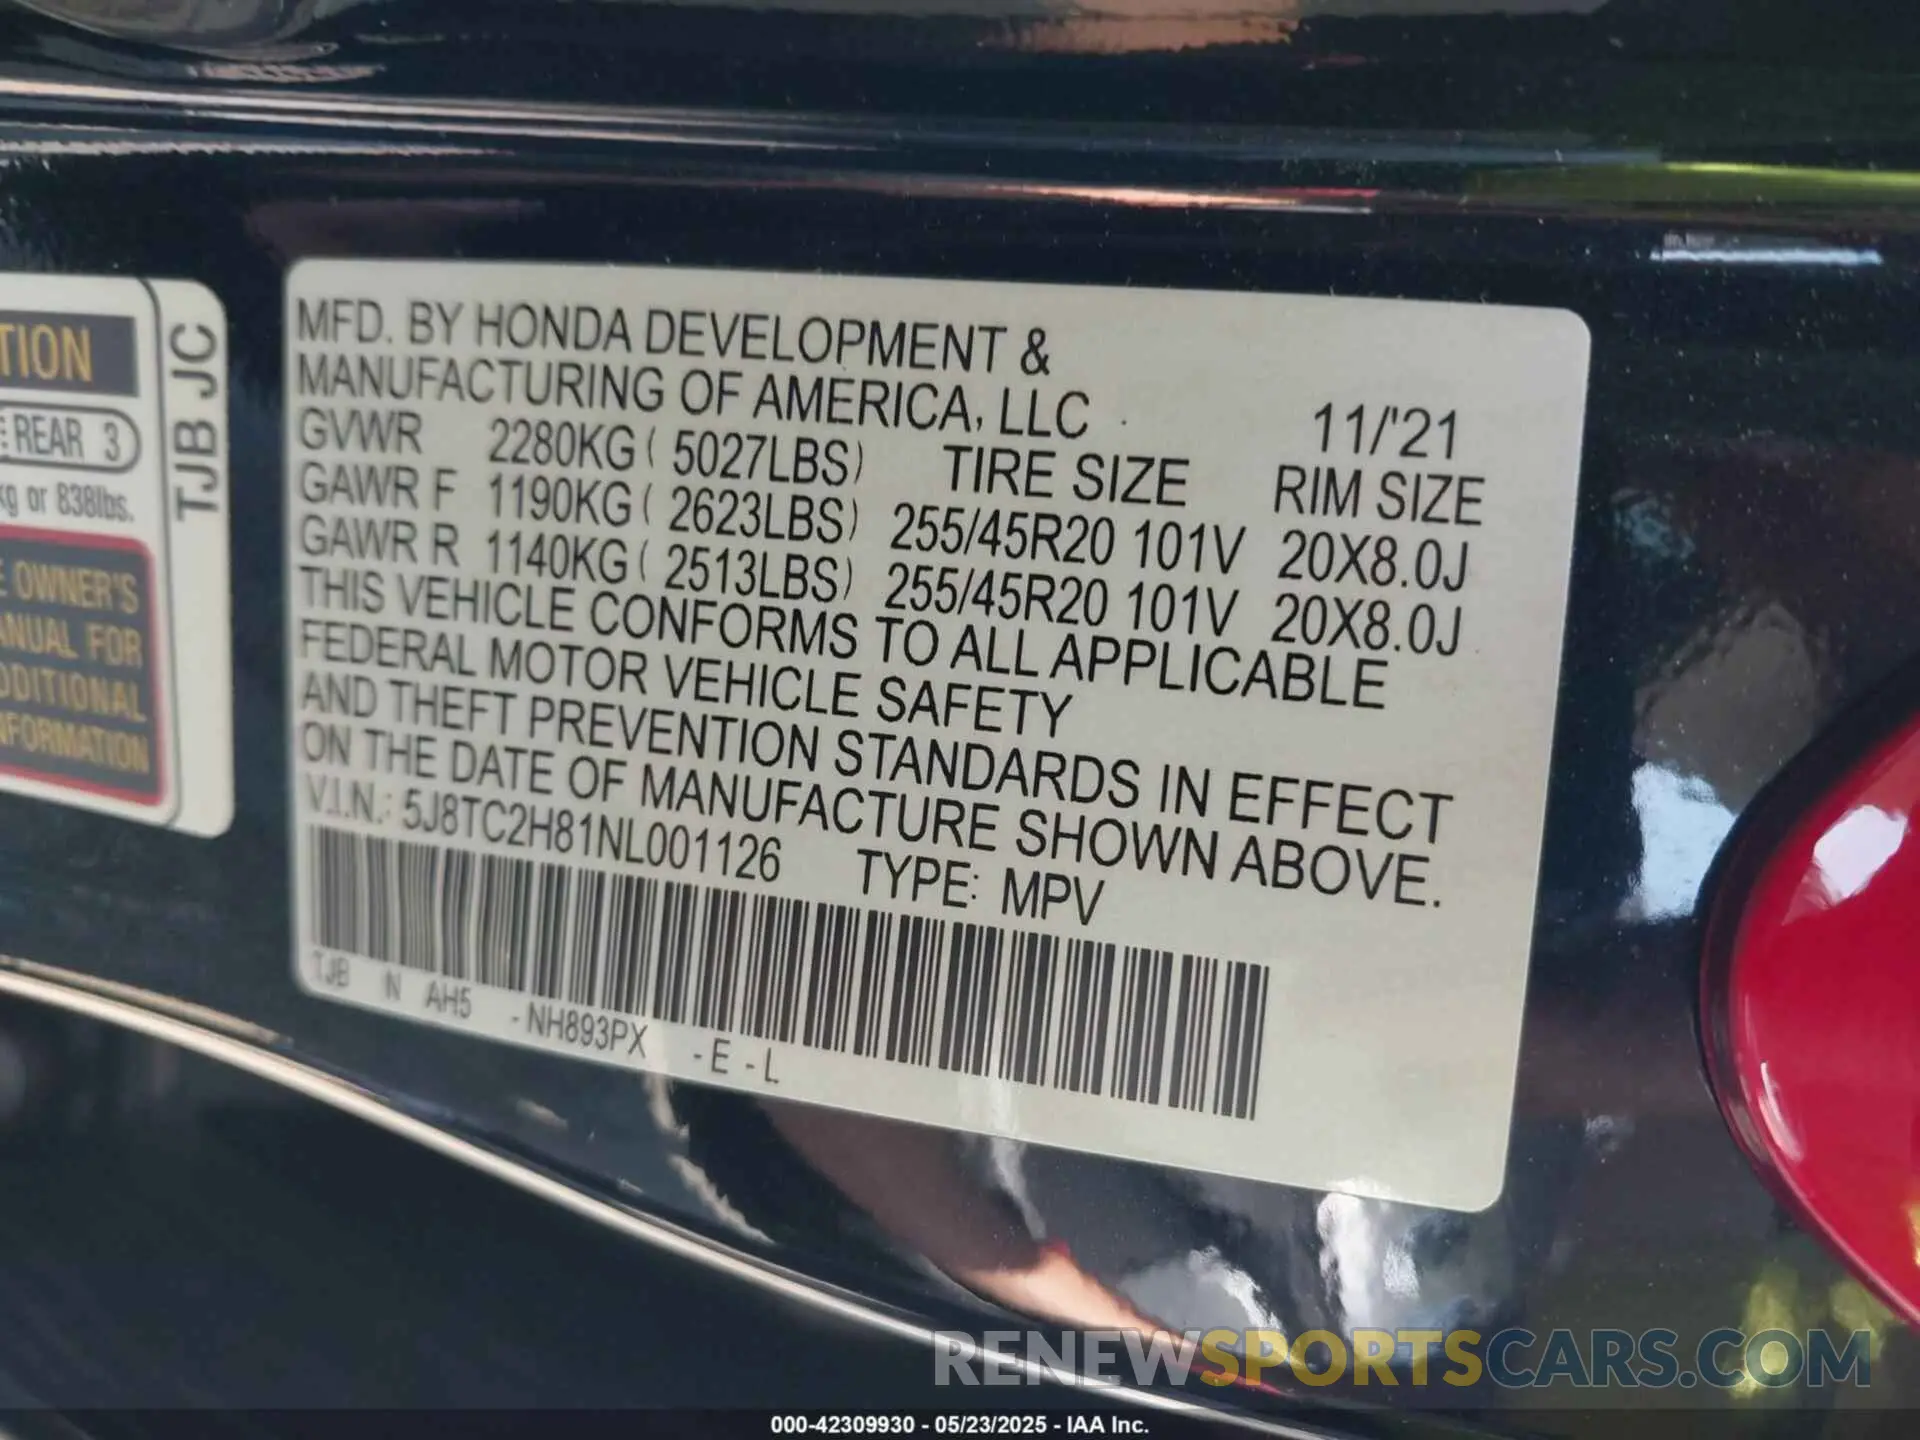 TION
REAR 3
kg or 838lbs.
OWNER'S
ANUAL FOR
DDITIONAL
NFORMATION
TJB JC
MFD. BY HONDA DEVELOPMENT &
MANUFACTURING OF AMERICA, LLC 11/'21
GVWR 2280KG ( 5027LBS) TIRE SIZE RIM SIZE
GAWR F 1190KG ( 2623LBS) 255/45R20 101V 20X8.0J
GAWR R 1140KG ( 2513LBS) 255/45R20 101V 20X8.0J
THIS VEHICLE CONFORMS TO ALL APPLICABLE
FEDERAL MOTOR VEHICLE SAFETY
AND THEFT PREVENTION STANDARDS IN EFFECT
ON THE DATE OF MANUFACTURE SHOWN ABOVE.
V.I.N.: 5J8TC2H81NL001126 TYPE: MPV
TJB N AH5 -NH893PX -E-L
RENEWSPORTSCARS.COM
000-42309930 - 05/23/2025 - IAA Inc.